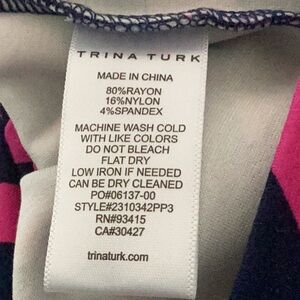 TRINA TURK
MADE IN CHINA
80%RAYON
16%NYLON
4%SPANDEX
MACHINE WASH COLD
WITH LIKE COLORS
DO NOT BLEACH
FLAT DRY
LOW IRON IF NEEDED
CAN BE DRY CLEANED
PO#06137-00
STYLE#2310342PP3
RN#93415
CA#30427
trinaturk.com